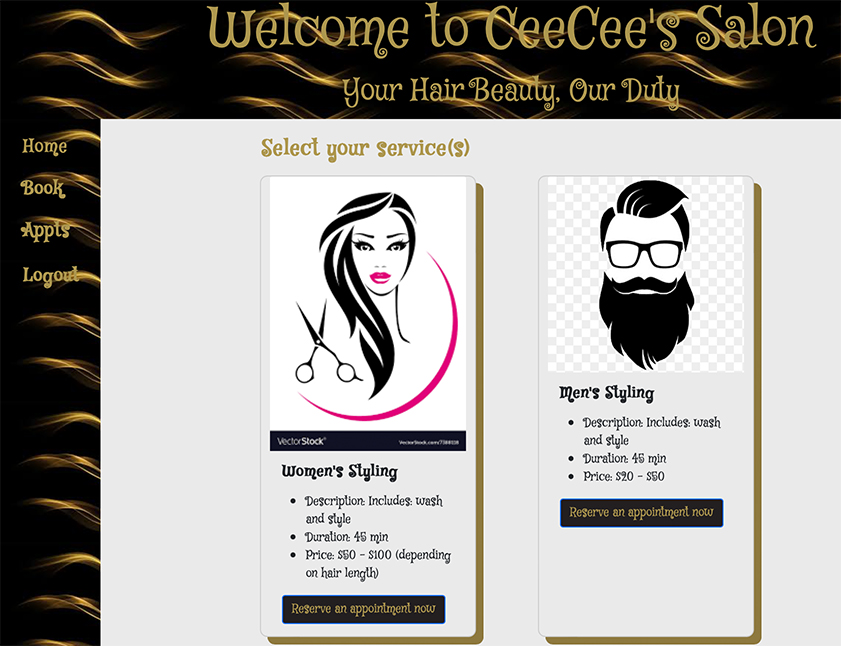 Welcome to CeeCee's Salon
Your Hair Beauty, Our Duty
Home
Book
Appts
Logout
Select your service(s)
VectorStock®
VectorStock.com/7388118
Women's Styling
Description: Includes: wash
and style
Duration: 45 min
Price: $50 - $100 (depending
on hair length)
Reserve an appointment now
Men's Styling
Description: Includes: wash
and style
Duration: 45 min
Price: $20 - $50
Reserve an appointment now